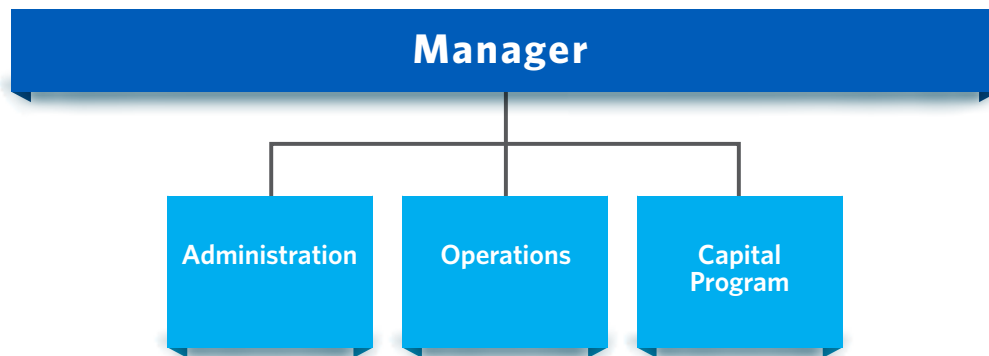 Manager
Administration
Operations
Capital
Program